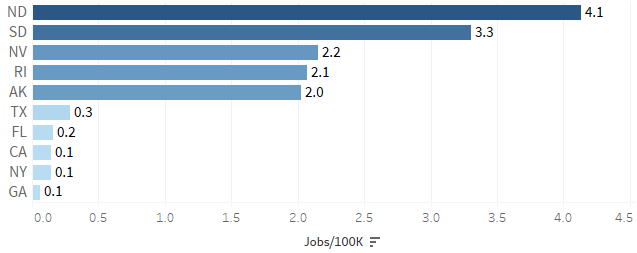 ND 4.1
SD 3.3
NV 2.2
RI 2.1
AK 2.0
TX 0.3
FL 0.2
CA 0.1
NY 0.1
GA 0.1
0.0 0.5 1.0 1.5 2.0 2.5 3.0 3.5 4.0 4.5
Jobs/100K